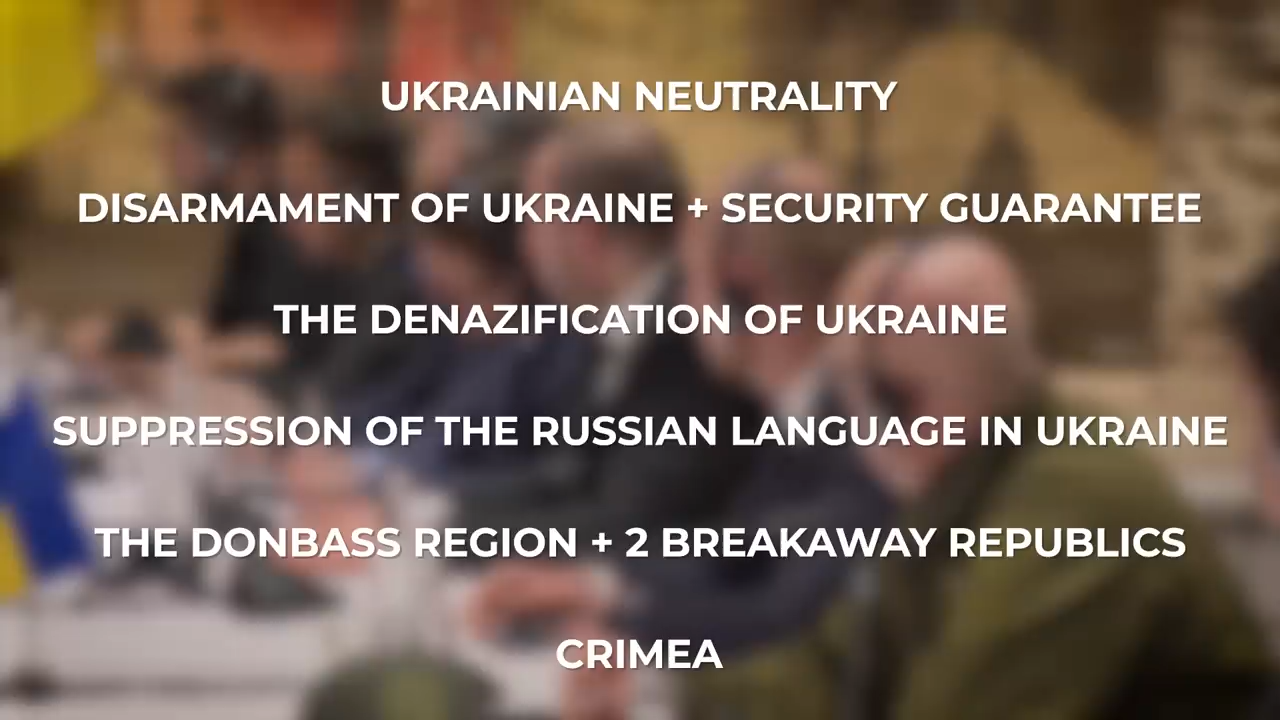 UKRAINIAN NEUTRALITY
DISARMAMENT OF UKRAINE + SECURITY GUARANTEE
THE DENAZIFICATION OF UKRAINE
SUPPRESSION OF THE RUSSIAN LANGUAGE IN UKRAINE
THE DONBASS REGION + 2 BREAKAWAY REPUBLICS
CRIMEA